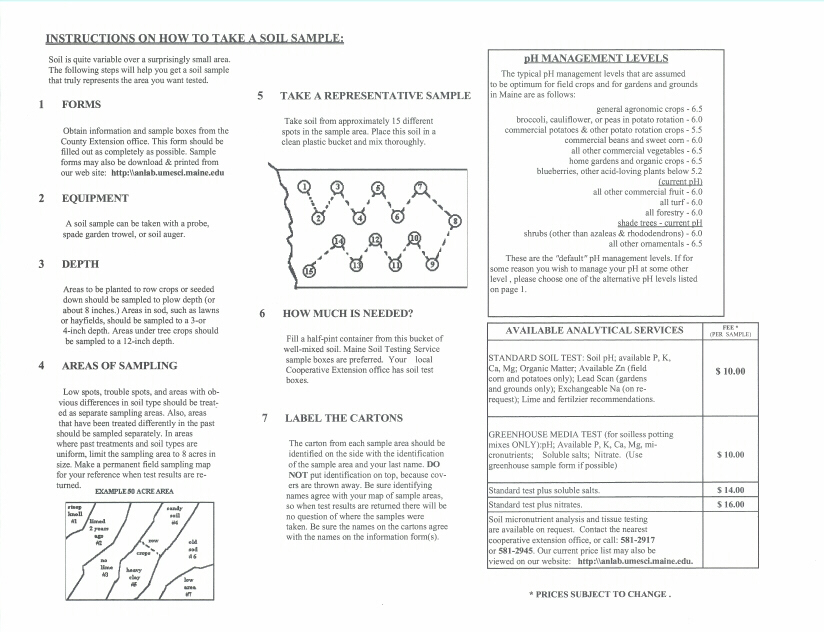 INSTRUCTIONS ON HOW TO TAKE A SOIL SAMPLE:
Soil is quite variable over a surprisingly small area.
The following steps will help you get a soil sample
that truly represents the area you want tested.
1 FORMS
Obtain information and sample boxes from the
County Extension office. This form should be
filled out as completely as possible. Sample
forms may also be download & printed from
our web site: http:\\anlab.umesci.maine.edu
2 EQUIPMENT
A soil sample can be taken with a probe,
spade garden trowel, or soil auger.
3 DEPTH
Areas to be planted to row crops or seeded
down should be sampled to plow depth (or
about 8 inches.) Areas in sod, such as lawns
or hayfields, should be sampled to a 3-or
4-inch depth. Areas under tree crops should
be sampled to a 12-inch depth.
4 AREAS OF SAMPLING
Low spots, trouble spots, and areas with ob-
vious differences in soil type should be treat-
ed as separate sampling areas. Also, areas
that have been treated differently in the past
should be sampled separately. In areas
where past treatments and soil types are
uniform, limit the sampling area to 8 acres in
size. Make a permanent field sampling map
for your reference when test results are re-
turned.
EXAMPLE 80 ACRE AREA
steep
knoll
#1
limed
2 years
ago
#2
no
lime
#3
sandy
soil
#4
row
crops
heavy
clay
#5
old
sod
#6
low
area
#7
5 TAKE A REPRESENTATIVE SAMPLE
Take soil from approximately 15 different
spots in the sample area. Place this soil in a
clean plastic bucket and mix thoroughly.
1 3 5 7
2 4 6 8
14 12 10
15 13 11 9
6 HOW MUCH IS NEEDED?
Fill a half-pint container from this bucket of
well-mixed soil. Maine Soil Testing Service
sample boxes are preferred. Your local
Cooperative Extension office has soil test
boxes.
7 LABEL THE CARTONS
The carton from each sample area should be
identified on the side with the identification
of the sample area and your last name. DO
NOT put identification on top, because cov-
ers are thrown away. Be sure identifying
names agree with your map of sample areas,
so when test results are returned there will be
no question of where the samples were
taken. Be sure the names on the cartons agree
with the names on the information form(s).
pH MANAGEMENT LEVELS
The typical pH management levels that are assumed
to be optimum for field crops and for gardens and grounds
in Maine are as follows:
general agronomic crops - 6.5
broccoli, cauliflower, or peas in potato rotation - 6.0
commercial potatoes & other potato rotation crops - 5.5
commercial beans and sweet corn - 6.0
all other commercial vegetables - 6.5
home gardens and organic crops - 6.5
blueberries, other acid-loving plants below 5.2
(current pH)
all other commercial fruit - 6.0
all turf - 6.0
all forestry - 6.0
shade trees - current pH
shrubs (other than azaleas & rhododendrons) - 6.0
all other ornamentals - 6.5
These are the "default" pH management levels. If for
some reason you wish to manage your pH at some other
level , please choose one of the alternative pH levels listed
on page 1.
AVAILABLE ANALYTICAL SERVICES FEE *
(PER SAMPLE)
STANDARD SOIL TEST: Soil pH; available P, K,
Ca, Mg; Organic Matter; Available Zn (field
corn and potatoes only); Lead Scan (gardens
and grounds only); Exchangeable Na (on re-
request); Lime and fertilzier recommendations.
$ 10.00
GREENHOUSE MEDIA TEST (for soilless potting
mixes ONLY):pH; Available P, K, Ca, Mg, mi-
cronutrients; Soluble salts; Nitrate. (Use
greenhouse sample form if possible)
$ 10.00
Standard test plus soluble salts. $ 14.00
Standard test plus nitrates. $ 16.00
Soil micronutrient analysis and tissue testing
are available on request. Contact the nearest
cooperative extension office, or call: 581-2917
or 581-2945. Our current price list may also be
viewed on our website: http:\\anlab.umesci.maine.edu.
* PRICES SUBJECT TO CHANGE .